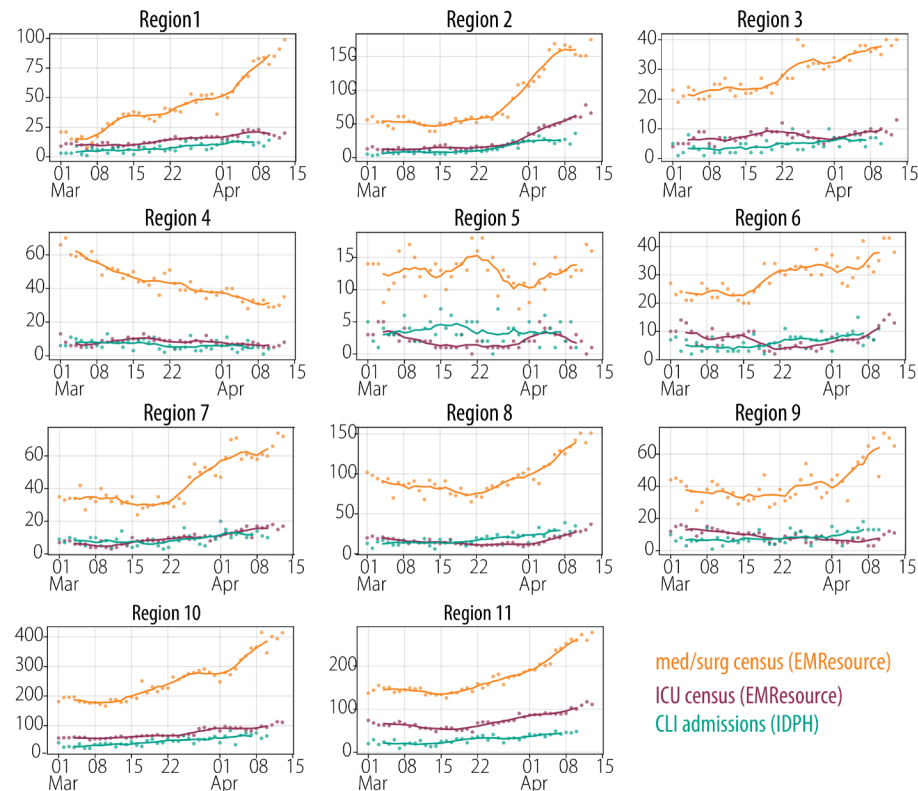 Region1
Region 2
Region 3
100
75
50
25
0
01 08 15 22 01 08 15
Mar Apr
150
100
50
0
01 08 15 22 01 08 15
Mar Apr
40
30
20
10
0
01 08 15 22 01 08 15
Mar Apr
Region 4
Region 5
Region 6
60
40
20
0
01 08 15 22 01 08 15
Mar Apr
15
10
5
0
01 08 15 22 01 08 15
Mar Apr
40
30
20
10
0
01 08 15 22 01 08 15
Mar Apr
Region 7
Region 8
Region 9
60
40
20
0
01 08 15 22 01 08 15
Mar Apr
150
100
50
0
01 08 15 22 01 08 15
Mar Apr
60
40
20
0
01 08 15 22 01 08 15
Mar Apr
Region 10
Region 11
400
300
200
100
0
01 08 15 22 01 08 15
Mar Apr
200
100
0
01 08 15 22 01 08 15
Mar Apr
med/surg census (EMResource)
ICU census (EMResource)
CLI admissions (IDPH)